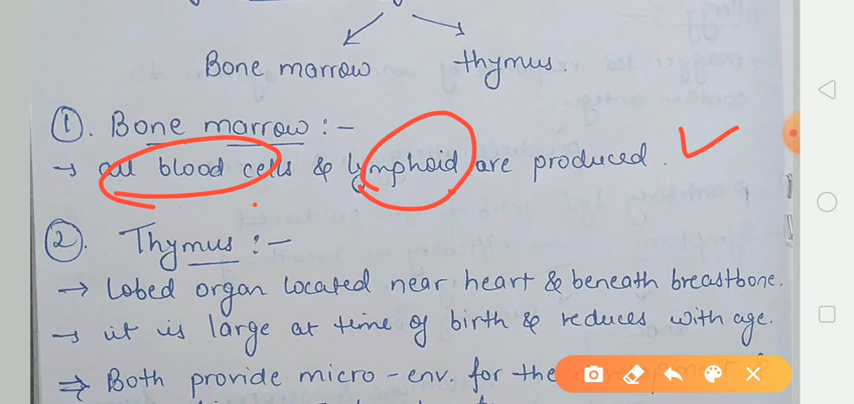 Bone marrow thymus.
①. Bone marrow :-
→ all blood cells & lymphoid are produced.
②. Thymus :-
→ Lobed organ located near heart & beneath breastbone.
→ it is large at time of birth & reduces with age.
⇒ Both provide micro-env. for the